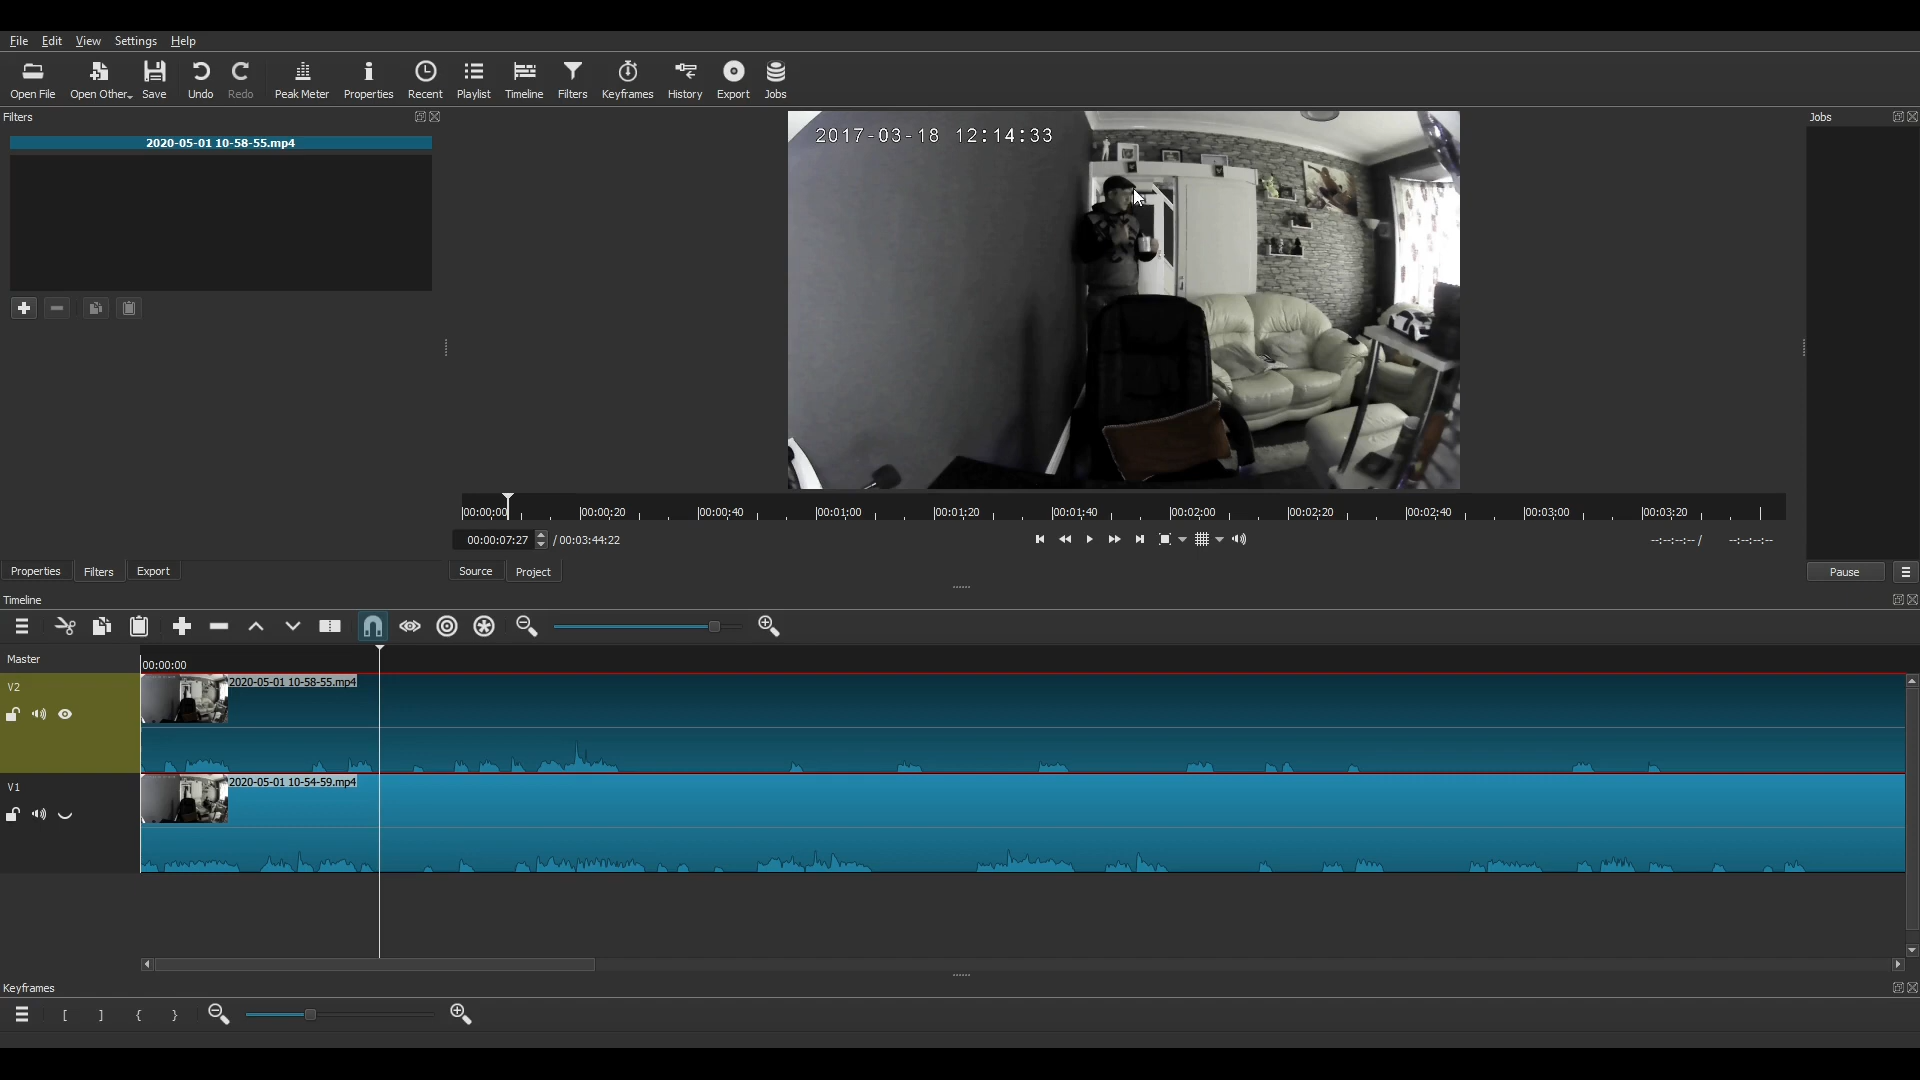 File Edit View Settings Help
Open File Open Other Save Undo Redo Peak Meter Properties Recent Playlist Timeline Filters Keyframes History Export Jobs
Filters
2020-05-01 10-58-55.mp4
Properties Filters Export
2017-03-18 12:14:33
00:00:00 00:00:20 00:00:40 00:01:00 00:01:20 00:01:40 00:02:00 00:02:20 00:02:40 00:03:00 00:03:20
00:00:07:27 / 00:03:44:22 --:--:--:-- / --:--:--:--
Source Project
Jobs
Pause
Timeline
Master
00:00:00
V2
2020-05-01 10-58-55.mp4
V1
2020-05-01 10-54-59.mp4
Keyframes
[ ] { }